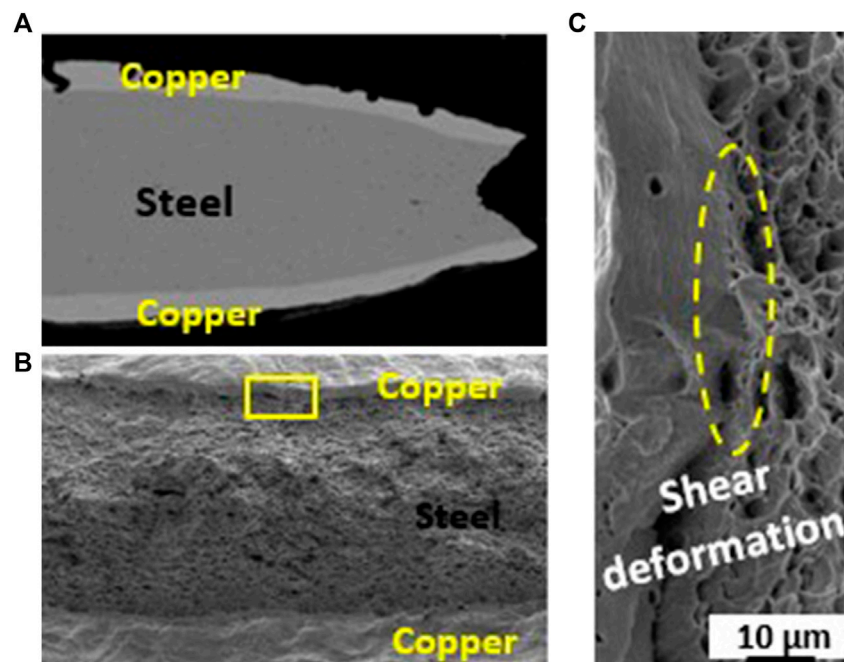 A
Copper
Steel
Copper
B
Copper
Steel
Copper
C
Shear
deformation
10 μm